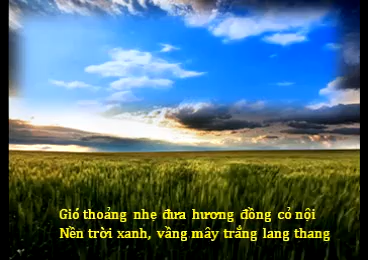 Gió thoảng nhẹ đưa hương đồng cỏ nội
Nền trời xanh, vầng mây trắng lang thang